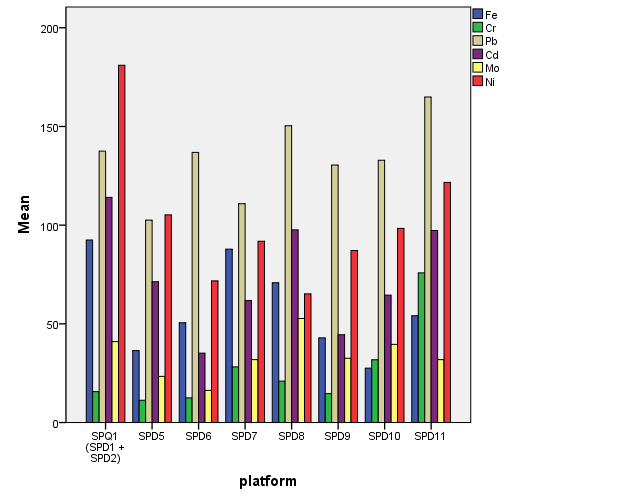 200
150
100
50
0
Mean
SPQ1
(SPD1 +
SPD2)
SPD5
SPD6
SPD7
SPD8
SPD9
SPD10
SPD11
platform
Fe
Cr
Pb
Cd
Mo
Ni